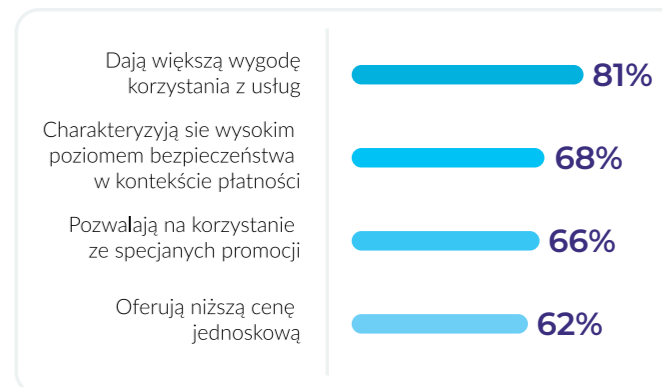 Dają większą wygodę
korzystania z usług
81%
Charakteryzyją sie wysokim
poziomem bezpieczeństwa
w kontekście płatności
68%
Pozwalają na korzystanie
ze specjanych promocji
66%
Oferują niższą cenę
jednoskową
62%